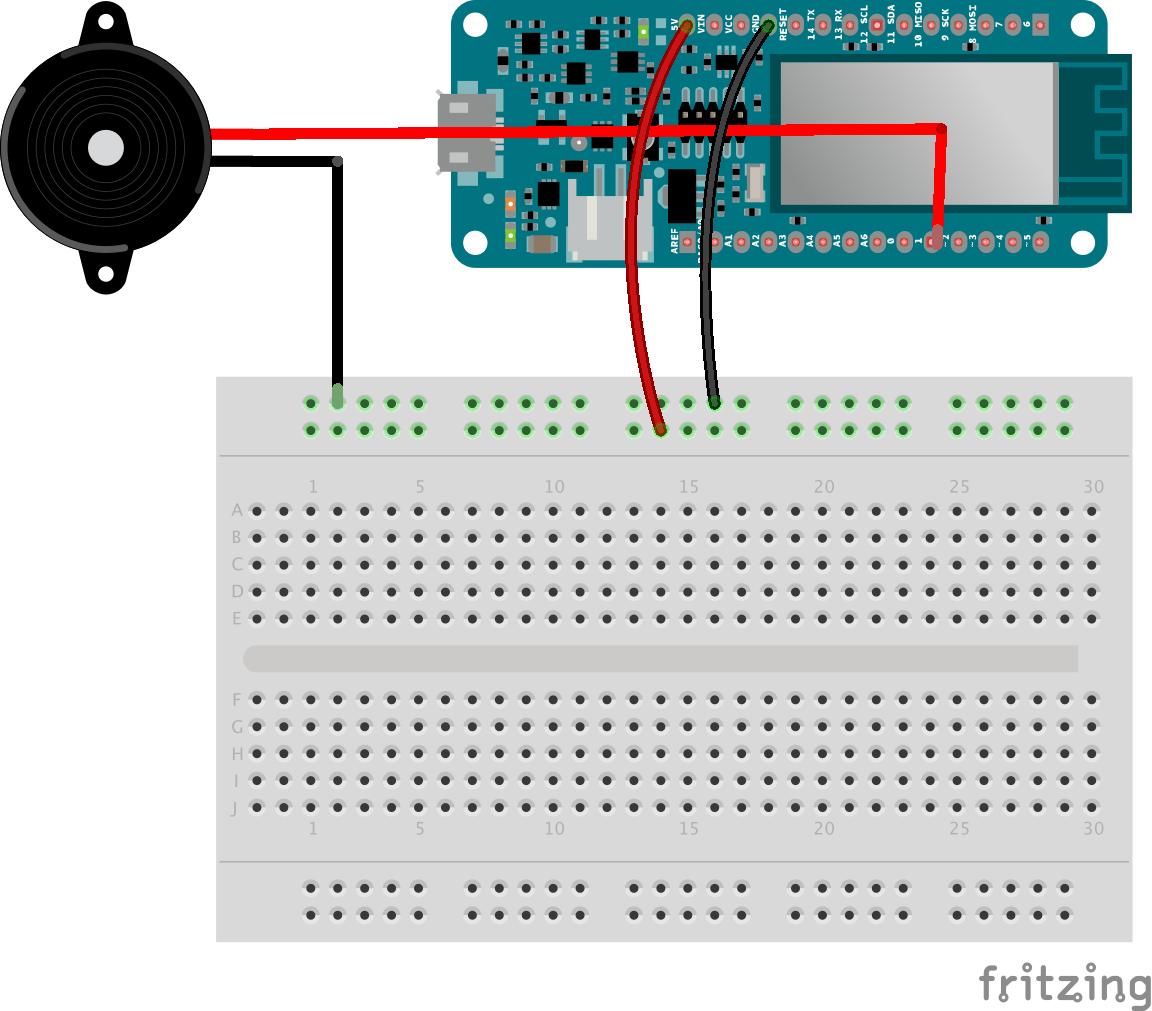 5V
VIN
VCC
GND
RESET
14 TX
13 RX
12 SCL
11 SDA
10 MISO
9 SCK
8 MOSI
7
6
AREF
A1
A2
A3
A4
A5
A6
0
1
~2
~3
~4
~5
1 5 10 15 20 25 30
A
B
C
D
E
F
G
H
I
J
1 5 10 15 20 25 30
fritzing